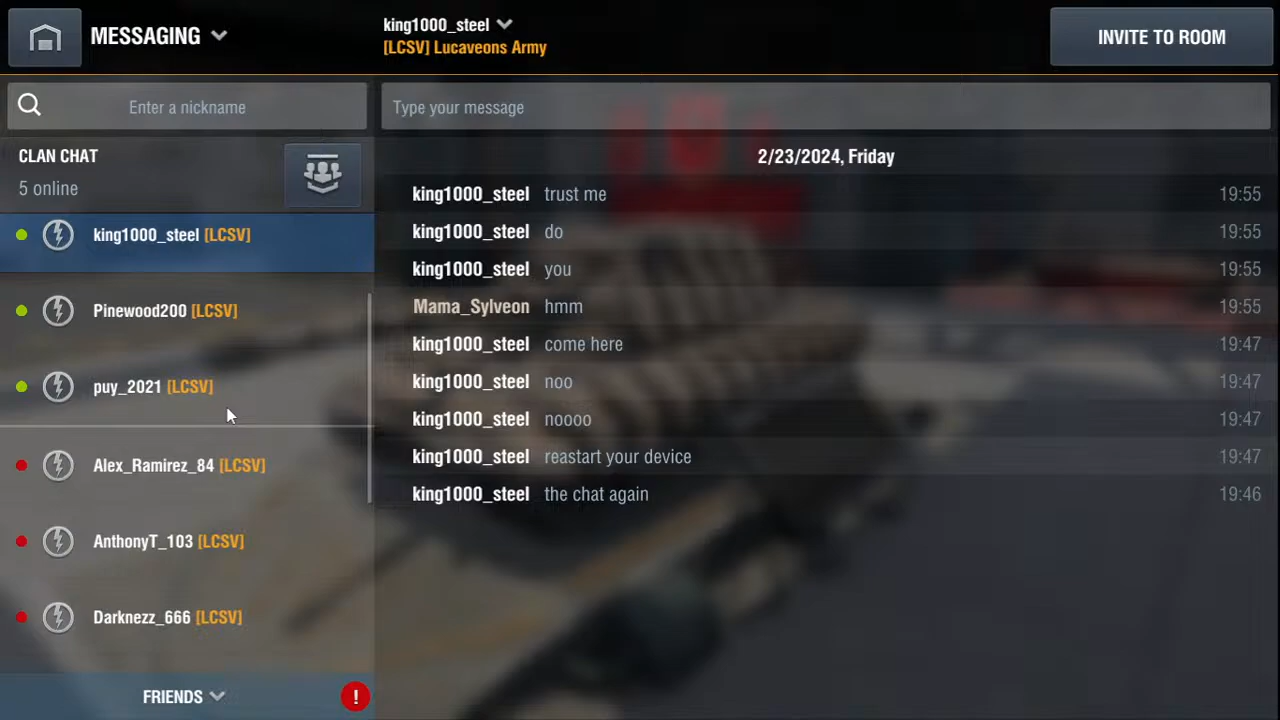 MESSAGING
king1000_steel
[LCSV] Lucaveons Army
INVITE TO ROOM
Enter a nickname
Type your message
CLAN CHAT
5 online
king1000_steel [LCSV]
Pinewood200 [LCSV]
puy_2021 [LCSV]
Alex_Ramirez_84 [LCSV]
AnthonyT_103 [LCSV]
Darknezz_666 [LCSV]
FRIENDS
!
2/23/2024, Friday
king1000_steel trust me 19:55
king1000_steel do 19:55
king1000_steel you 19:55
Mama_Sylveon hmm 19:55
king1000_steel come here 19:47
king1000_steel noo 19:47
king1000_steel noooo 19:47
king1000_steel reastart your device 19:47
king1000_steel the chat again 19:46